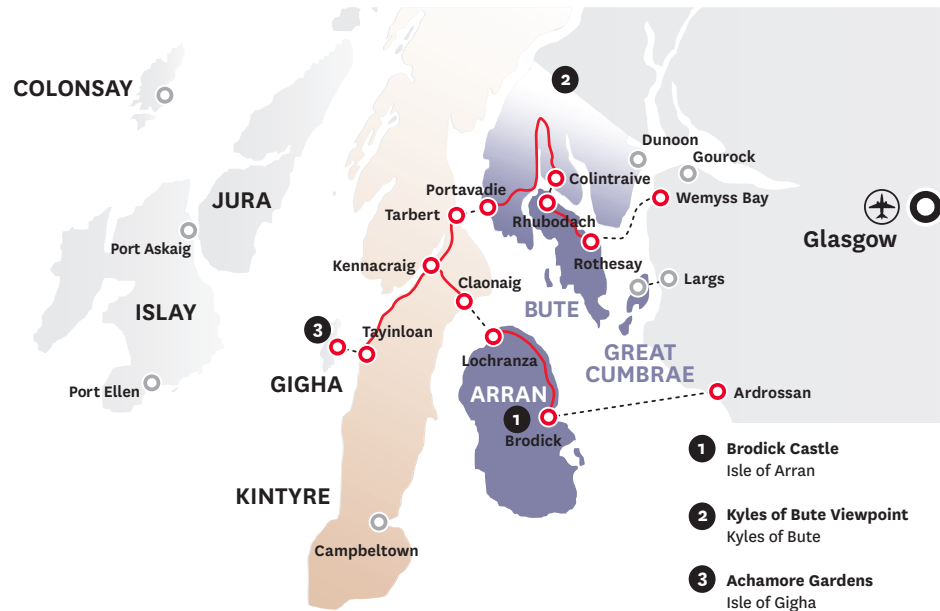 2
COLONSAY
Dunoon
Gourock
Colintraive
Portavadie
JURA
Wemyss Bay
Tarbert
Rhubodach
Glasgow
Port Askaig
Rothesay
Kennacraig
Claonaig
Largs
ISLAY
BUTE
3
Tayinloan
GREAT
CUMBRAE
Lochranza
GIGHA
Port Ellen
ARRAN
Ardrossan
1
Brodick
KINTYRE
Campbeltown
1 Brodick Castle
Isle of Arran
2 Kyles of Bute Viewpoint
Kyles of Bute
3 Achamore Gardens
Isle of Gigha